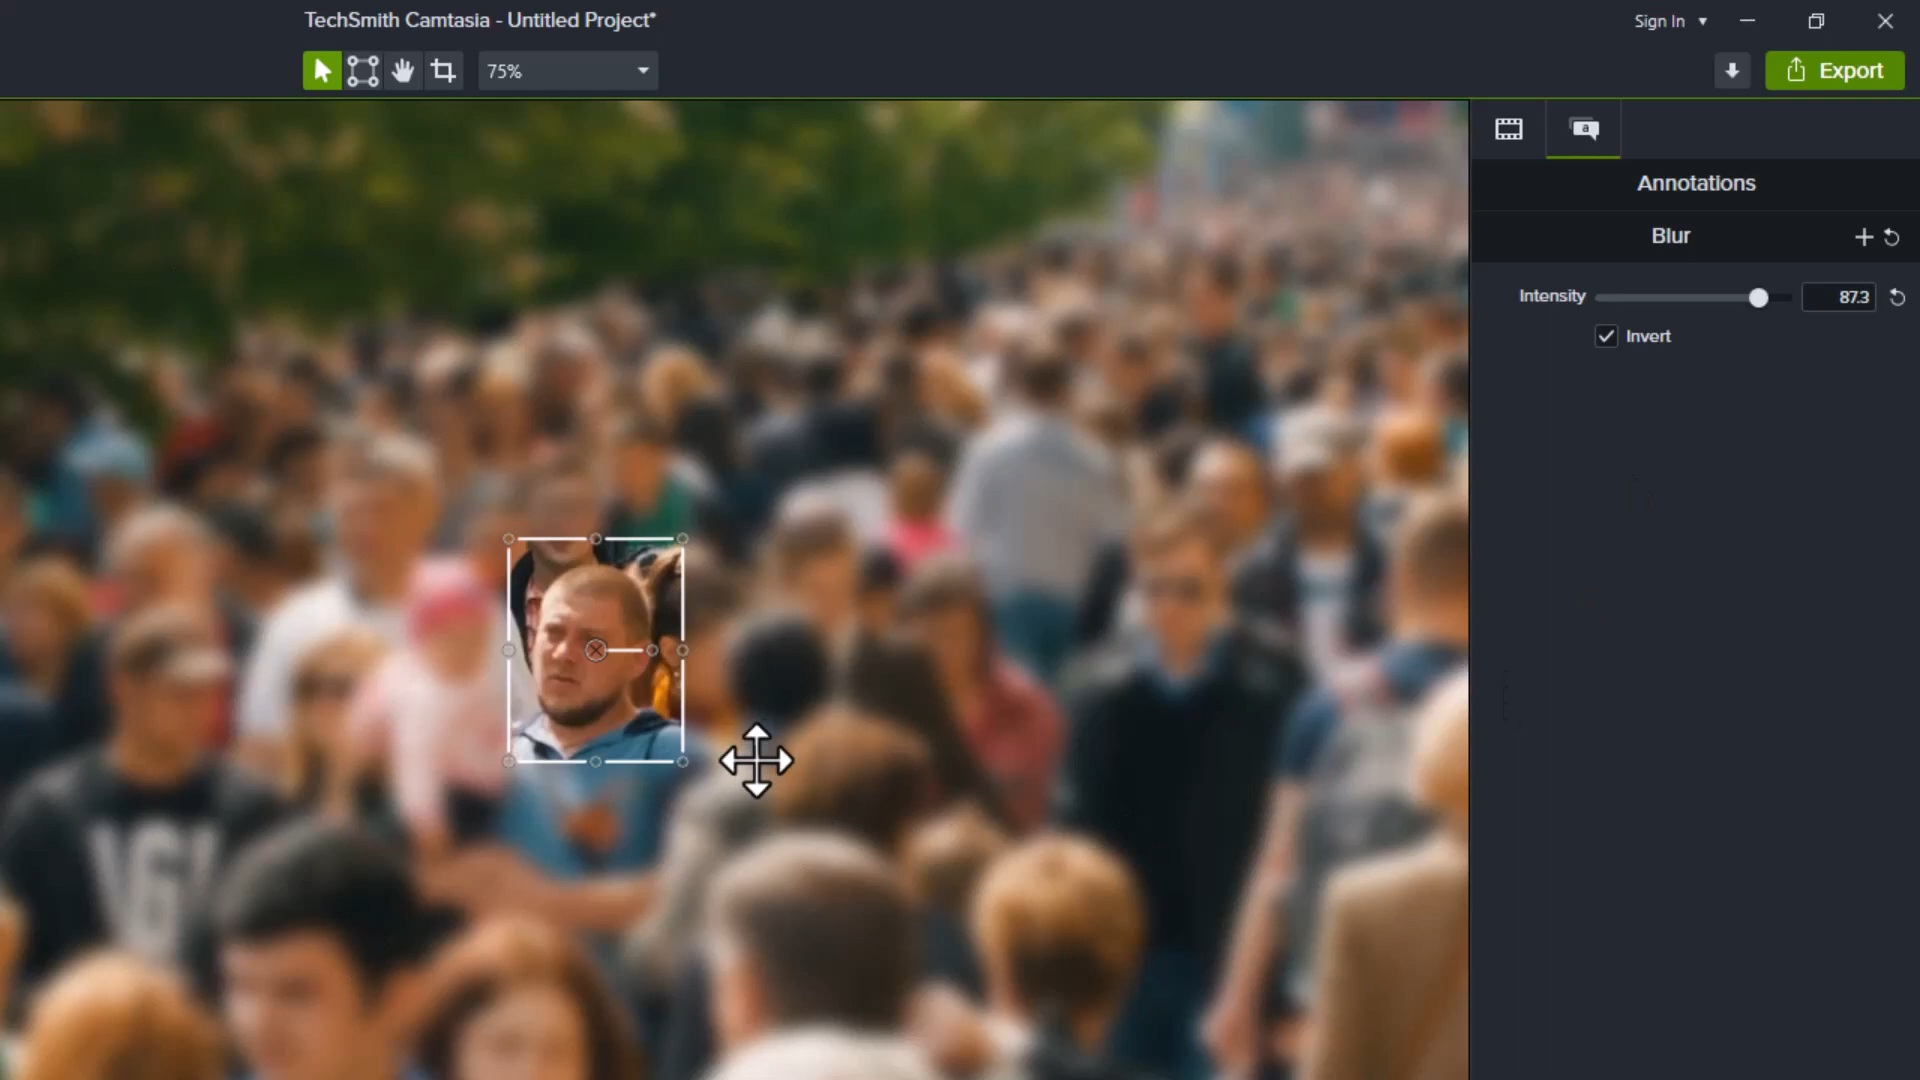 TechSmith Camtasia - Untitled Project*
Sign In
75%
Export
a
Annotations
Blur
Intensity
87.3
Invert